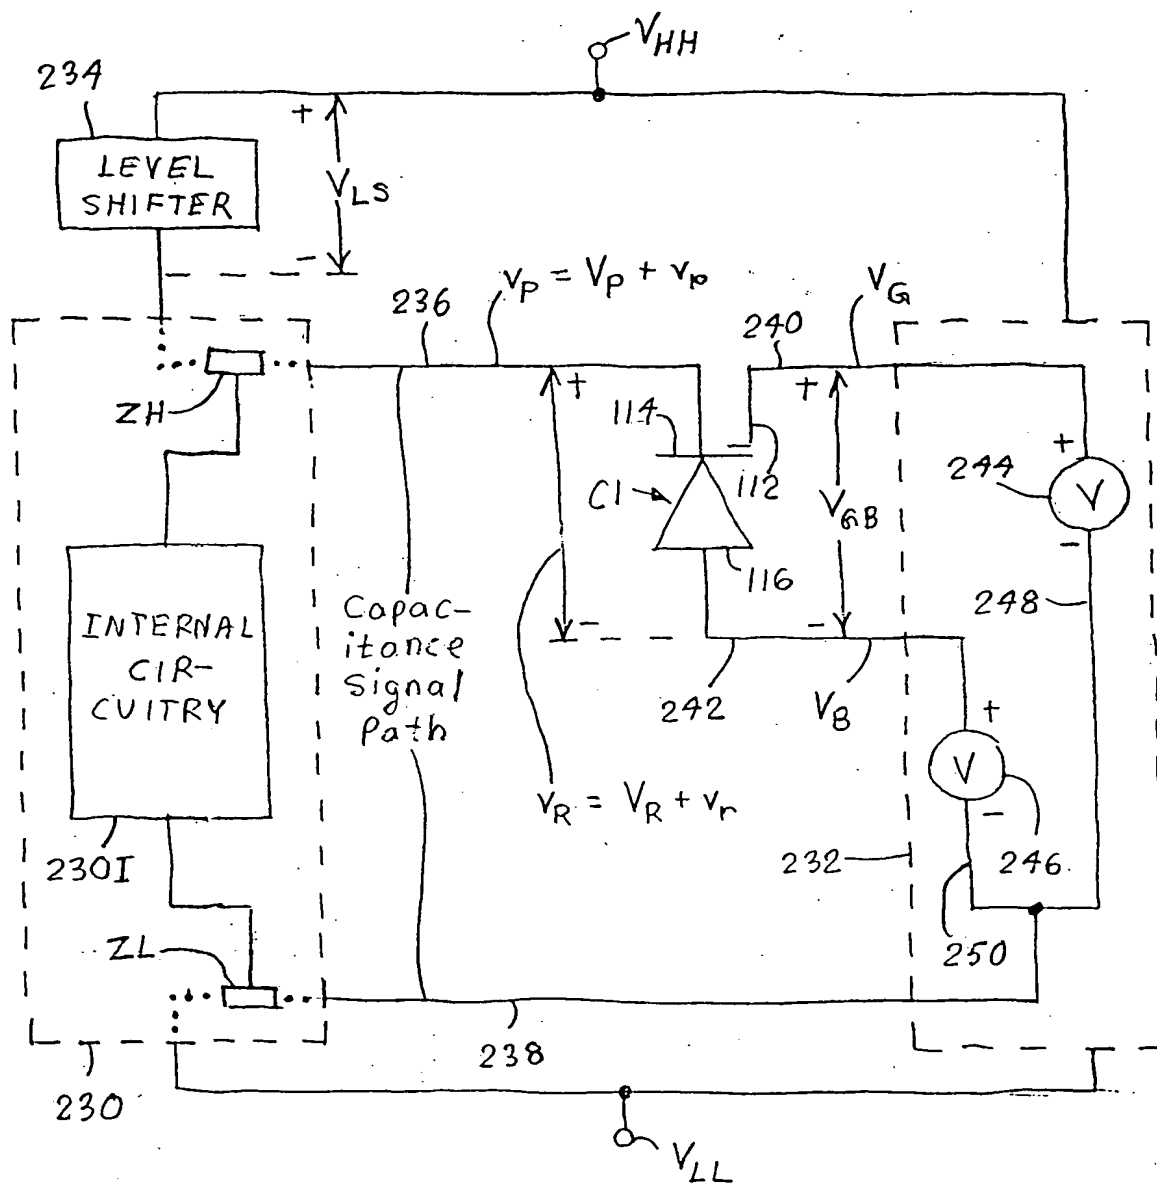 V_HH
234
LEVEL
SHIFTER
+
V_LS
-
v_P = V_P + v_p
236
V_G
240
ZH
+
+
114
112
C1
V_GB
+
244
V
-
116
248
INTERNAL
CIR-
CUITRY
Capac-
itance
Signal
Path
-
-
242
V_B
+
V
-
v_R = V_R + v_r
230I
232
246
ZL
250
238
230
V_LL